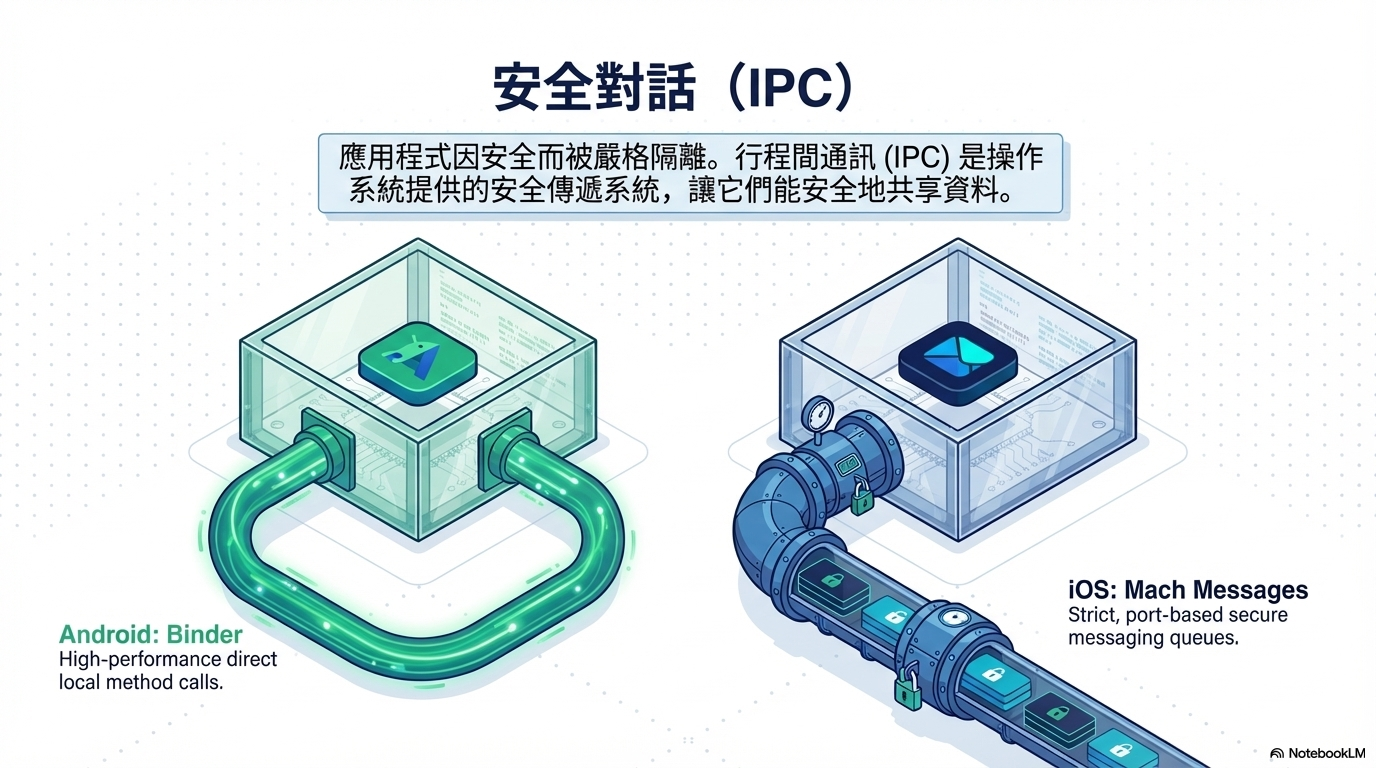 安全對話（IPC）
應用程式因安全而被嚴格隔離。行程間通訊 (IPC) 是操作
系統提供的安全傳遞系統，讓它們能安全地共享資料。
Android: Binder
High-performance direct
local method calls.
iOS: Mach Messages
Strict, port-based secure
messaging queues.
NotebookLM